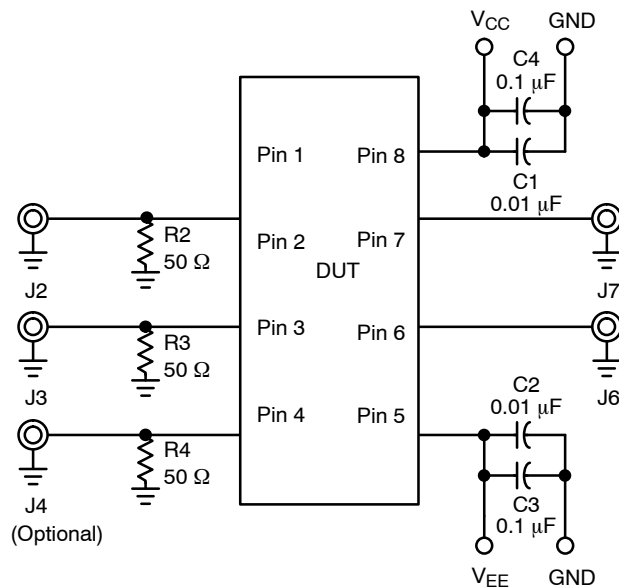 V_CC GND
C4
0.1 μF
Pin 1 Pin 8
C1
0.01 μF
R2
50 Ω
Pin 2 Pin 7
DUT
J2 J7
R3
50 Ω
Pin 3 Pin 6
J3 J6
C2
0.01 μF
Pin 4 Pin 5
R4
50 Ω
C3
0.1 μF
J4
(Optional)
V_EE GND